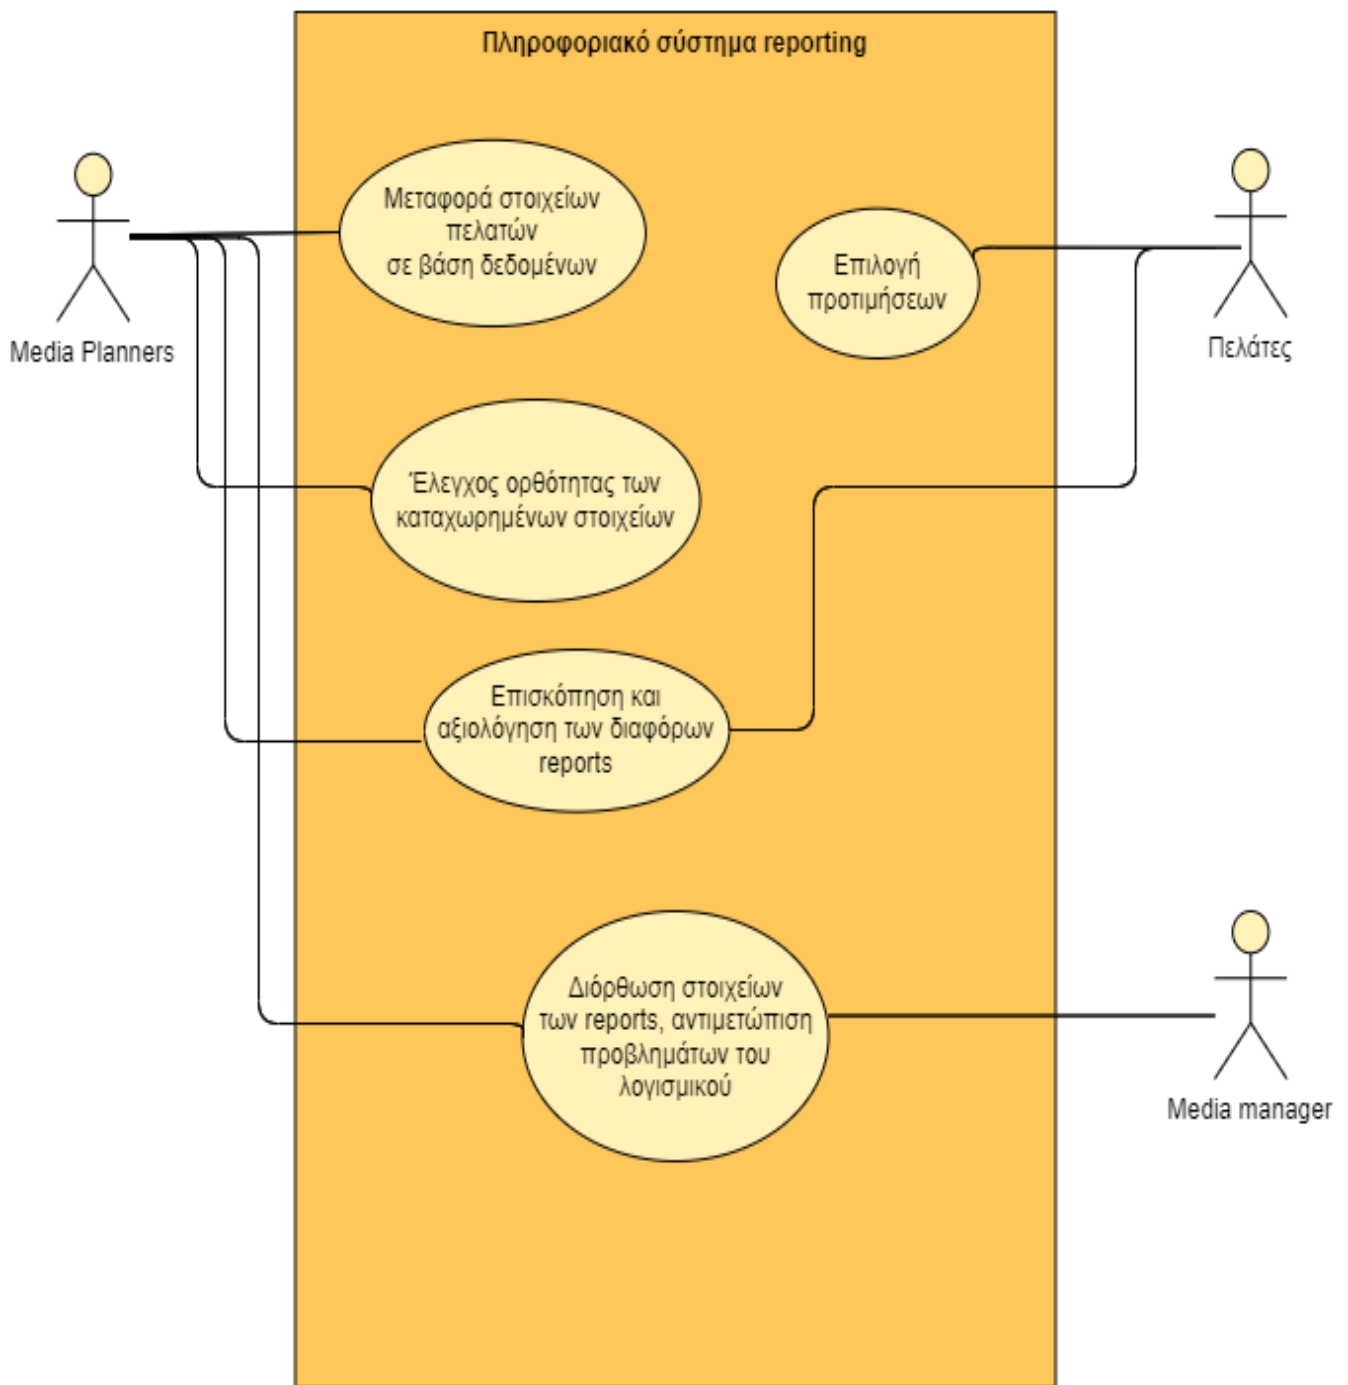 Πληροφοριακό σύστημα reporting
Μεταφορά στοιχείων
πελατών
σε βάση δεδομένων
Επιλογή
προτιμήσεων
Media Planners
Πελάτες
Έλεγχος ορθότητας των
καταχωρημένων στοιχείων
Επισκόπηση και
αξιολόγηση των διαφόρων
reports
Διόρθωση στοιχείων
των reports, αντιμετώπιση
προβλημάτων του
λογισμικού
Media manager